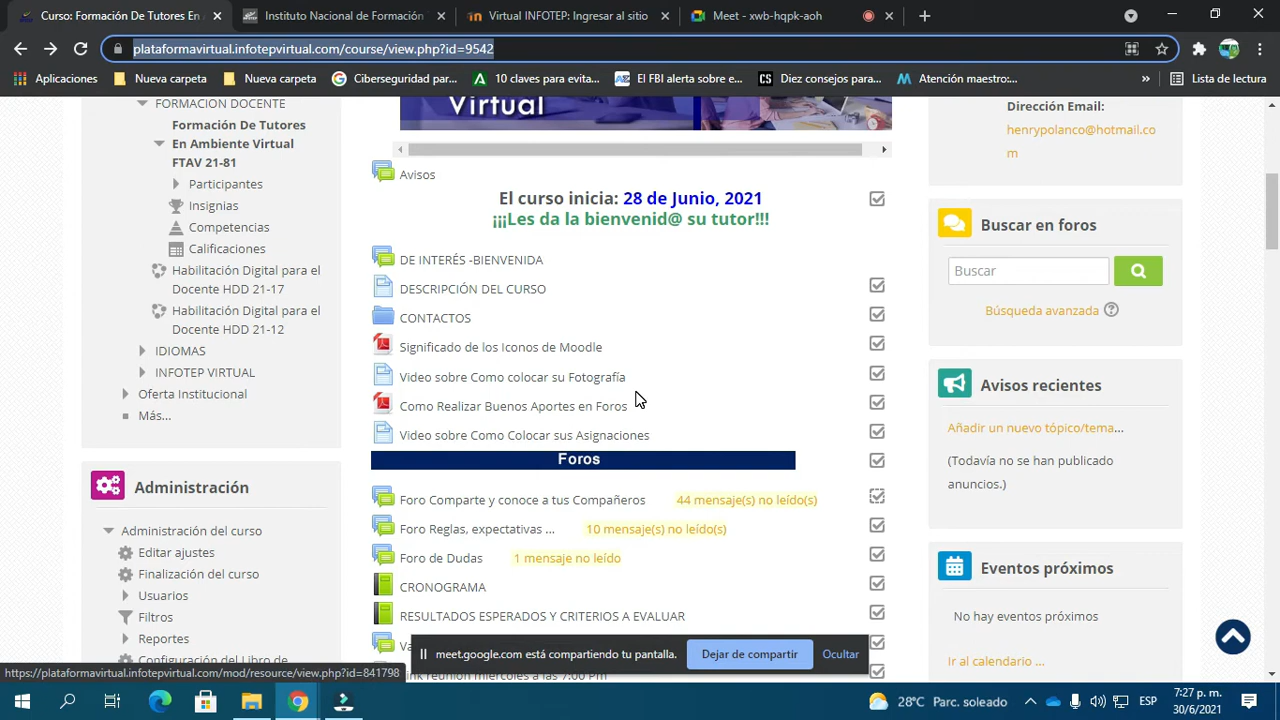 Curso: Formación De Tutores En A
Instituto Nacional de Formación
Virtual INFOTEP: Ingresar al sitio
Meet - xwb-hqpk-aoh
plataformavirtual.infotepvirtual.com/course/view.php?id=9542
Aplicaciones
Nueva carpeta
Nueva carpeta
Ciberseguridad par...
10 claves para evita...
El FBI alerta sobre e...
Diez consejos para...
Atención maestro:...
»
Lista de lectura
FORMACION DOCENTE
Formación De Tutores
En Ambiente Virtual
FTAV 21-81
Participantes
Insignias
Competencias
Calificaciones
Habilitación Digital para el
Docente HDD 21-17
Habilitación Digital para el
Docente HDD 21-12
IDIOMAS
INFOTEP VIRTUAL
Oferta Institucional
Más...
Administración
Administración del curso
Editar ajustes
Finalización del curso
Usuarios
Filtros
Reportes
Configuración del Libro de
Virtual
Avisos
El curso inicia: 28 de Junio, 2021
¡¡¡Les da la bienvenid@ su tutor!!!
DE INTERÉS -BIENVENIDA
DESCRIPCIÓN DEL CURSO
CONTACTOS
Significado de los Iconos de Moodle
Video sobre Como colocar su Fotografía
Como Realizar Buenos Aportes en Foros
Video sobre Como Colocar sus Asignaciones
Foros
Foro Comparte y conoce a tus Compañeros 44 mensaje(s) no leído(s)
Foro Reglas, expectativas ... 10 mensaje(s) no leído(s)
Foro de Dudas 1 mensaje no leído
CRONOGRAMA
RESULTADOS ESPERADOS Y CRITERIOS A EVALUAR
Dirección Email:
henrypolanco@hotmail.co
m
Buscar en foros
Buscar
Búsqueda avanzada
Avisos recientes
Añadir un nuevo tópico/tema...
(Todavía no se han publicado
anuncios.)
Eventos próximos
No hay eventos próximos
Ir al calendario ...
meet.google.com está compartiendo tu pantalla.
Dejar de compartir
Ocultar
https://plataformavirtual.infotepvirtual.com/mod/resource/view.php?id=841798
link reunión miercoles a las 7:00 Pm
28°C Parc. soleado
ESP
7:27 p. m.
30/6/2021